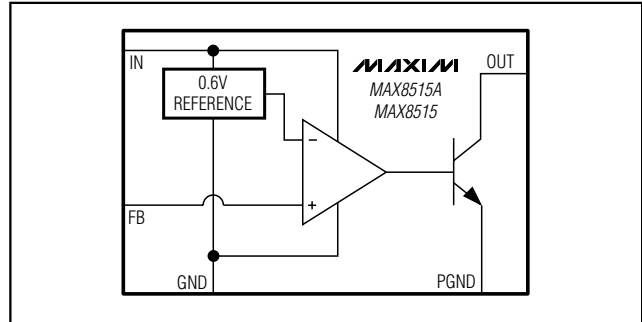 IN
0.6V
REFERENCE
MAXIM
MAX8515A
MAX8515
OUT
−
+
FB
GND
PGND